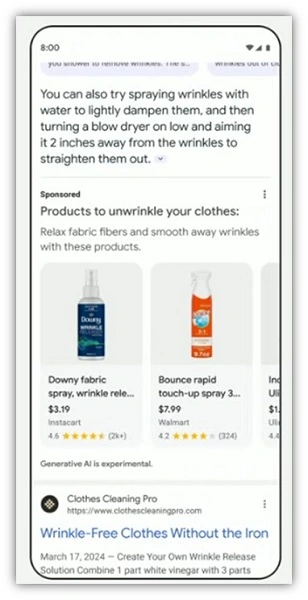 8:00
you shower to remove wrinkles. The s...
wrinkles out of cl
You can also try spraying wrinkles with
water to lightly dampen them, and then
turning a blow dryer on low and aiming
it 2 inches away from the wrinkles to
straighten them out.
Sponsored
Products to unwrinkle your clothes:
Relax fabric fibers and smooth away wrinkles
with these products.
Downy
WRINKLE
Downy fabric
spray, wrinkle rele...
$3.19
Instacart
4.6 ★★★★★ (2k+)
Bounce rapid
touch-up spray 3...
$7.99
Walmart
4.2 ★★★★★ (324)
$1.
4.4
Generative AI is experimental.
Clothes Cleaning Pro
https://www.clothescleaningpro.com
Wrinkle-Free Clothes Without the Iron
March 17, 2024 — Create Your Own Wrinkle Release
Solution Combine 1 part white vinegar with 3 parts